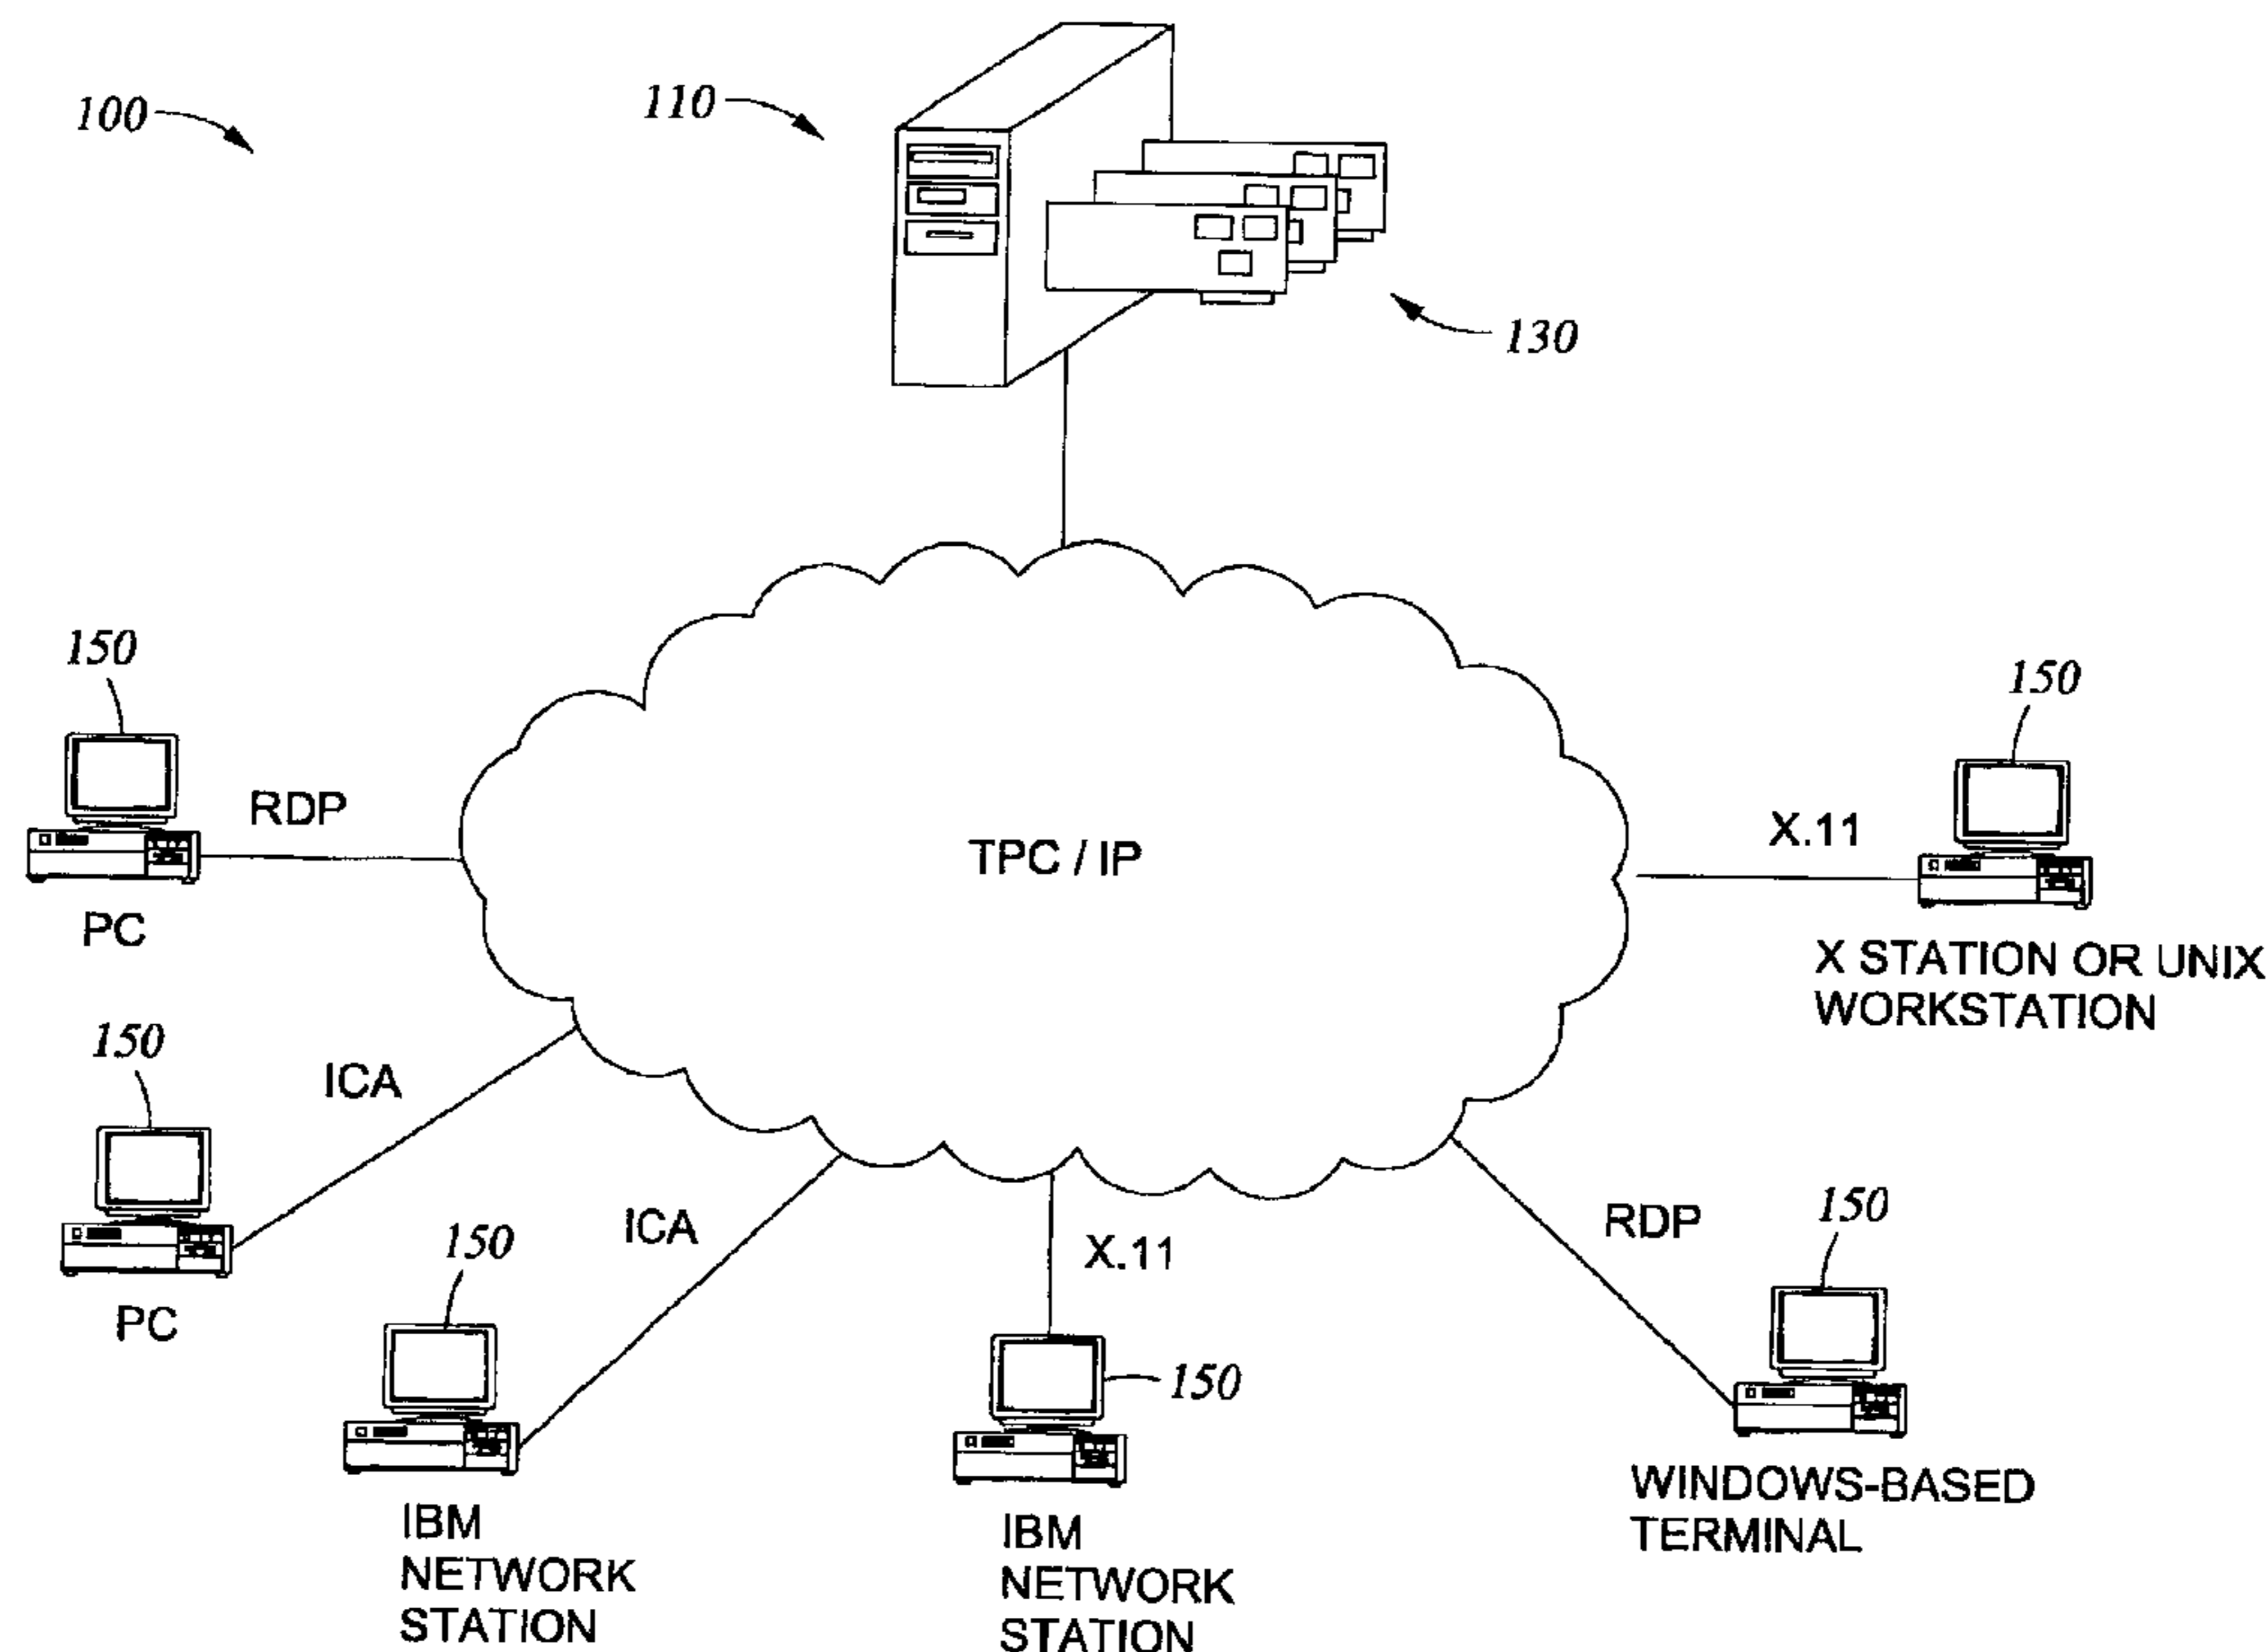 100
110
130
150
RDP
PC
TPC / IP
150
X.11
X STATION OR UNIX
WORKSTATION
150
ICA
PC
150
ICA
IBM
NETWORK
STATION
X.11
150
IBM
NETWORK
STATION
RDP
150
WINDOWS-BASED
TERMINAL